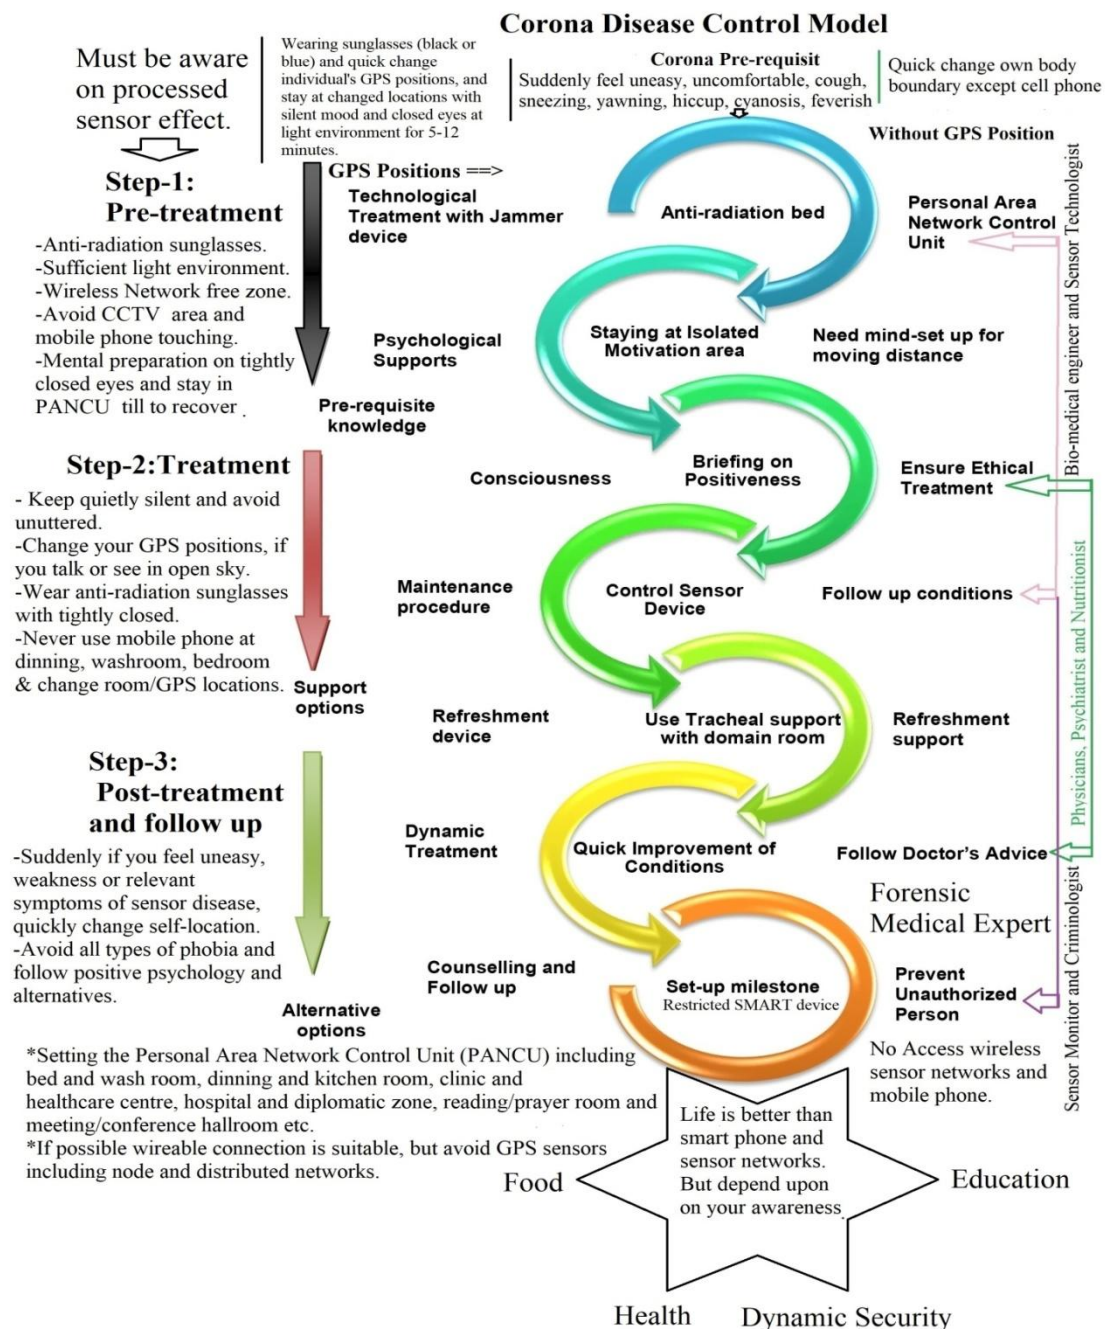 Corona Disease Control Model
Must be aware
on processed
sensor effect.
Wearing sunglasses (black or
blue) and quick change
individual's GPS positions, and
stay at changed locations with
silent mood and closed eyes at
light environment for 5-12
minutes.
Corona Pre-requisit
Suddenly feel uneasy, uncomfortable, cough,
sneezing, yawning, hiccup, cyanosis, feverish
Quick change own body
boundary except cell phone
Without GPS Position
GPS Positions ==>
Step-1:
Pre-treatment
-Anti-radiation sunglasses.
-Sufficient light environment.
-Wireless Network free zone.
-Avoid CCTV area and
mobile phone touching.
-Mental preparation on tightly
closed eyes and stay in
PANCU till to recover .
Technological
Treatment with Jammer
device
Anti-radiation bed
Personal Area
Network Control
Unit
Psychological
Supports
Staying at Isolated
Motivation area
Need mind-set up for
moving distance
Pre-requisite
knowledge
Step-2:Treatment
- Keep quietly silent and avoid
unuttered.
-Change your GPS positions, if
you talk or see in open sky.
-Wear anti-radiation sunglasses
with tightly closed.
-Never use mobile phone at
dinning, washroom, bedroom
& change room/GPS locations.
Consciousness
Briefing on
Positiveness
Ensure Ethical
Treatment
Maintenance
procedure
Control Sensor
Device
Follow up conditions
Support
options
Refreshment
device
Use Tracheal support
with domain room
Refreshment
support
Step-3:
Post-treatment
and follow up
-Suddenly if you feel uneasy,
weakness or relevant
symptoms of sensor disease,
quickly change self-location.
-Avoid all types of phobia and
follow positive psychology and
alternatives.
Dynamic
Treatment
Quick Improvement of
Conditions
Follow Doctor's Advice
Forensic
Medical Expert
Counselling and
Follow up
Set-up milestone
Restricted SMART device
Prevent
Unauthorized
Person
Alternative
options
Bio-medical engineer and Sensor Technologist
Physicians, Psychiatrist and Nutritionist
Sensor Monitor and Criminologist
No Access wireless
sensor networks and
mobile phone.
*Setting the Personal Area Network Control Unit (PANCU) including
bed and wash room, dinning and kitchen room, clinic and
healthcare centre, hospital and diplomatic zone, reading/prayer room and
meeting/conference hallroom etc.
*If possible wireable connection is suitable, but avoid GPS sensors
including node and distributed networks.
Life is better than
smart phone and
sensor networks.
But depend upon
on your awareness.
Food
Education
Health
Dynamic Security